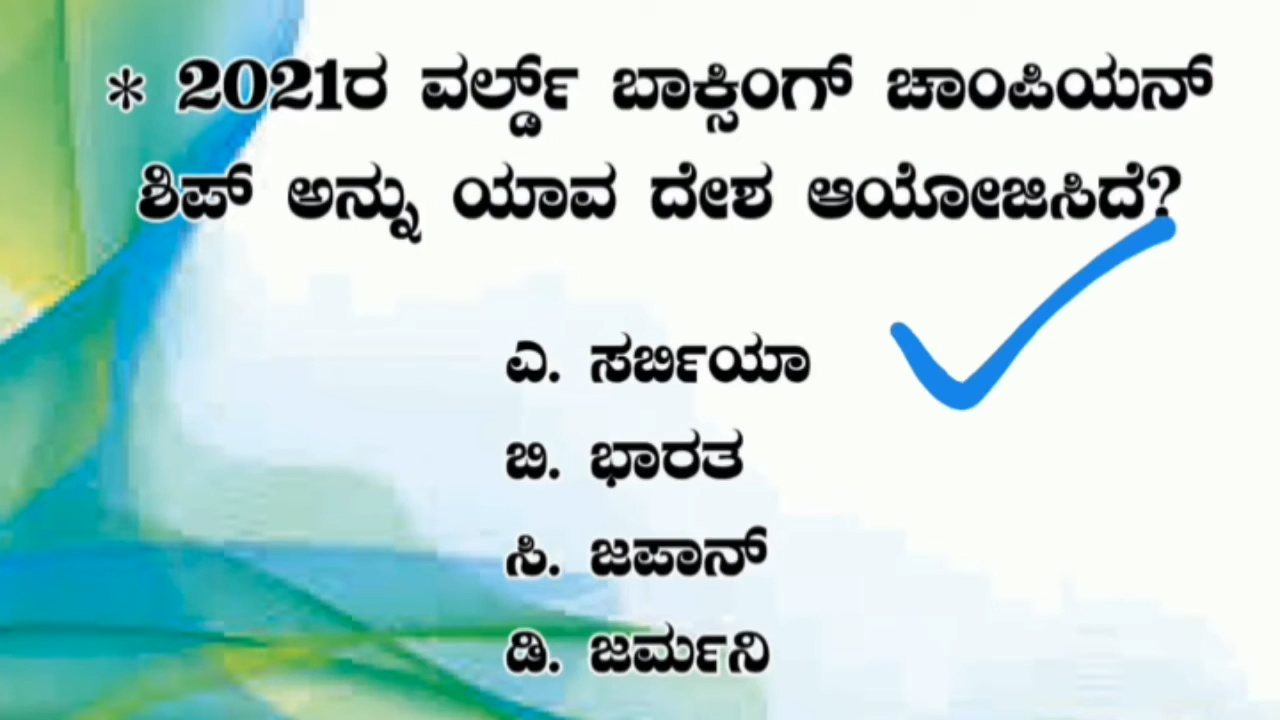 * 2021ರ ವರ್ಲ್ಡ್ ಬಾಕ್ಸಿಂಗ್ ಚಾಂಪಿಯನ್
ಶಿಪ್ ಅನ್ನು ಯಾವ ದೇಶ ಆಯೋಜಿಸಿದೆ?
ಎ. ಸರ್ಬಿಯಾ
ಬಿ. ಭಾರತ
ಸಿ. ಜಪಾನ್
ಡಿ. ಜರ್ಮನಿ